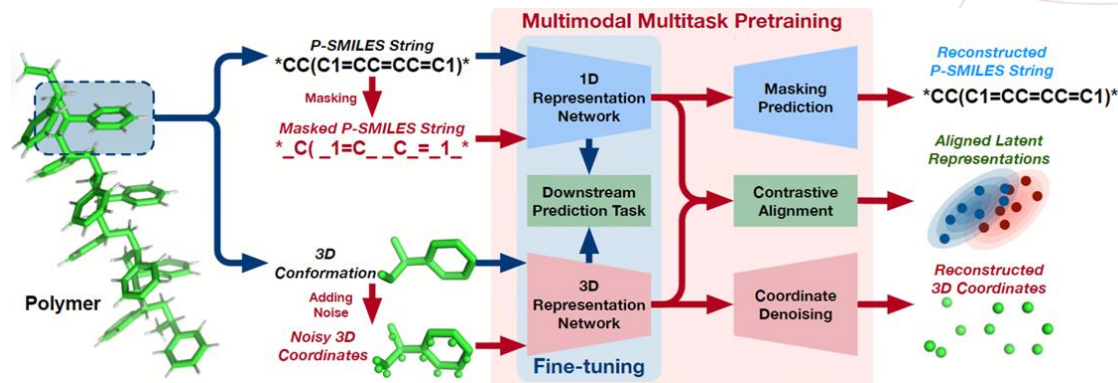 Multimodal Multitask Pretraining
P-SMILES String
*CC(C1=CC=CC=C1)*
Masking
Masked P-SMILES String
*_C( _1=C_ _C_=_1_*
1D
Representation
Network
Masking
Prediction
Reconstructed
P-SMILES String
*CC(C1=CC=CC=C1)*
Downstream
Prediction Task
Contrastive
Alignment
Aligned Latent
Representations
Polymer
3D
Conformation
Adding
Noise
Noisy 3D
Coordinates
3D
Representation
Network
Fine-tuning
Coordinate
Denoising
Reconstructed
3D Coordinates